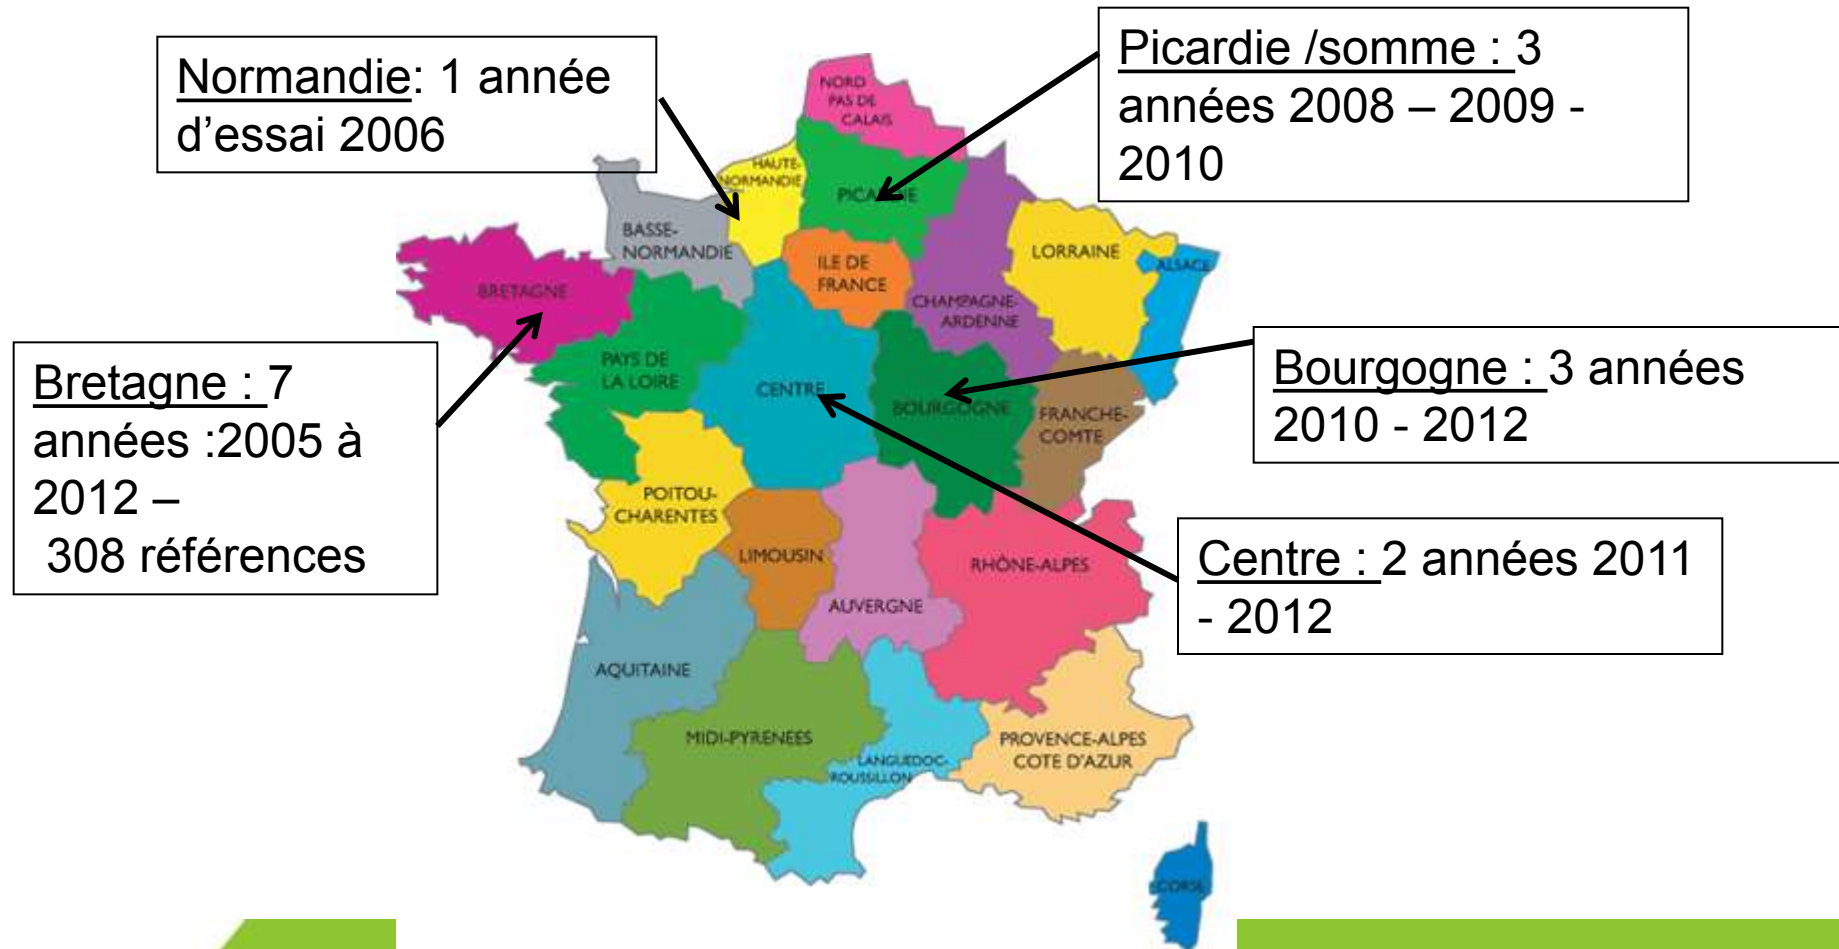 Normandie: 1 année
d’essai 2006
Picardie /somme : 3
années 2008 – 2009 -
2010
Bretagne : 7
années :2005 à
2012 –
308 références
Bourgogne : 3 années
2010 - 2012
Centre : 2 années 2011
- 2012
NORD
PAS DE
CALAIS
HAUTE-
NORMANDIE
PICARDIE
BASSE-
NORMANDIE
ILE DE
FRANCE
LORRAINE
ALSACE
CHAMPAGNE-
ARDENNE
BRETAGNE
PAYS DE
LA LOIRE
CENTRE
BOURGOGNE
FRANCHE-
COMTE
POITOU-
CHARENTES
LIMOUSIN
AUVERGNE
RHÔNE-ALPES
AQUITAINE
MIDI-PYRENEES
LANGUEDOC-
ROUSSILLON
PROVENCE-ALPES
COTE D'AZUR
CORSE